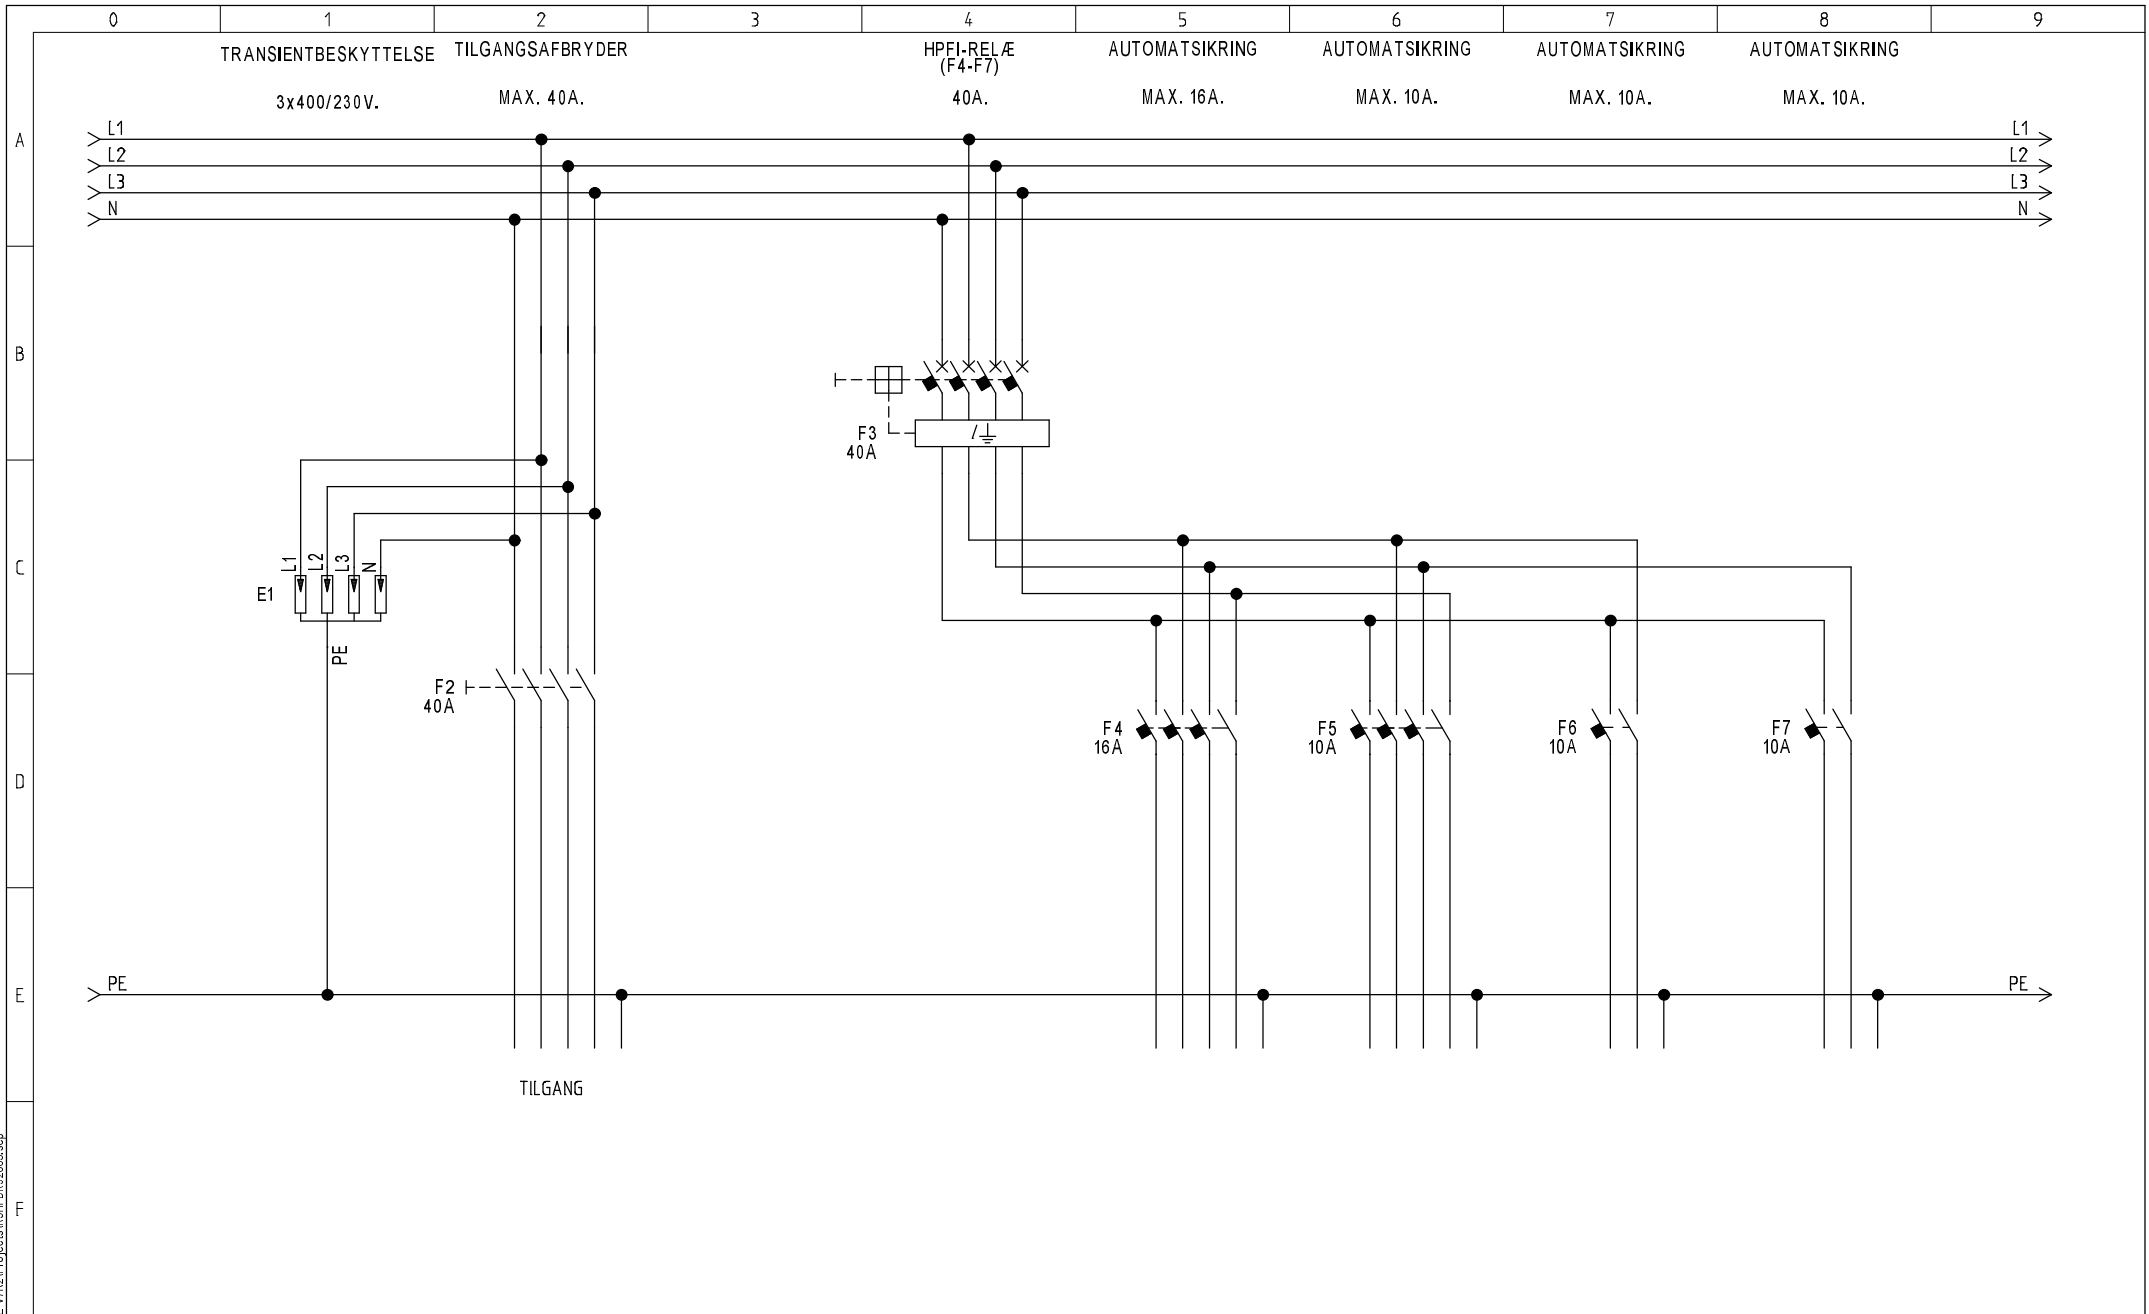 0 1 2 3 4 5 6 7 8 9
TRANSIENTBESKYTTELSE
3x400/230V.
TILGANGSAFBRYDER
MAX. 40A.
HPFI-RELÆ
(F4-F7)
40A.
AUTOMATSIKRING
MAX. 16A.
AUTOMATSIKRING
MAX. 10A.
AUTOMATSIKRING
MAX. 10A.
AUTOMATSIKRING
MAX. 10A.
A
L1 L1
L2 L2
L3 L3
N N
B
F3
40A
I
C
L1 L2 L3 N
E1
PE
F2
40A
F4
16A
F5
10A
F6
10A
F7
10A
D
E
PE PE
TILGANG
F